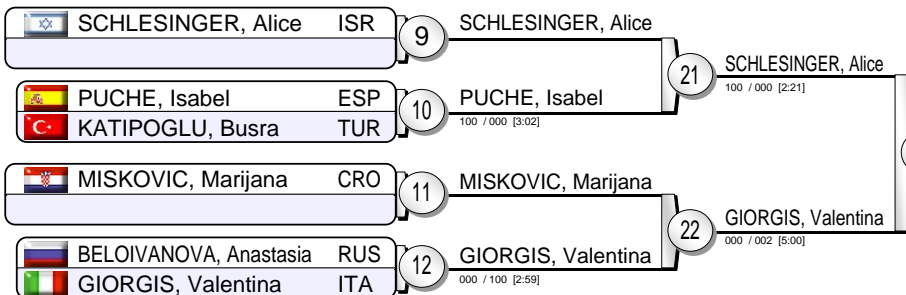 SCHLESINGER, Alice ISR
9
SCHLESINGER, Alice
PUCHE, Isabel ESP
KATIPOGLU, Busra TUR
10
PUCHE, Isabel
100 / 000 [3:02]
21
SCHLESINGER, Alice
100 / 000 [2:21]
MISKOVIC, Marijana CRO
11
MISKOVIC, Marijana
BELOIVANOVA, Anastasia RUS
GIORGIS, Valentina ITA
12
GIORGIS, Valentina
000 / 100 [2:59]
22
GIORGIS, Valentina
000 / 002 [5:00]